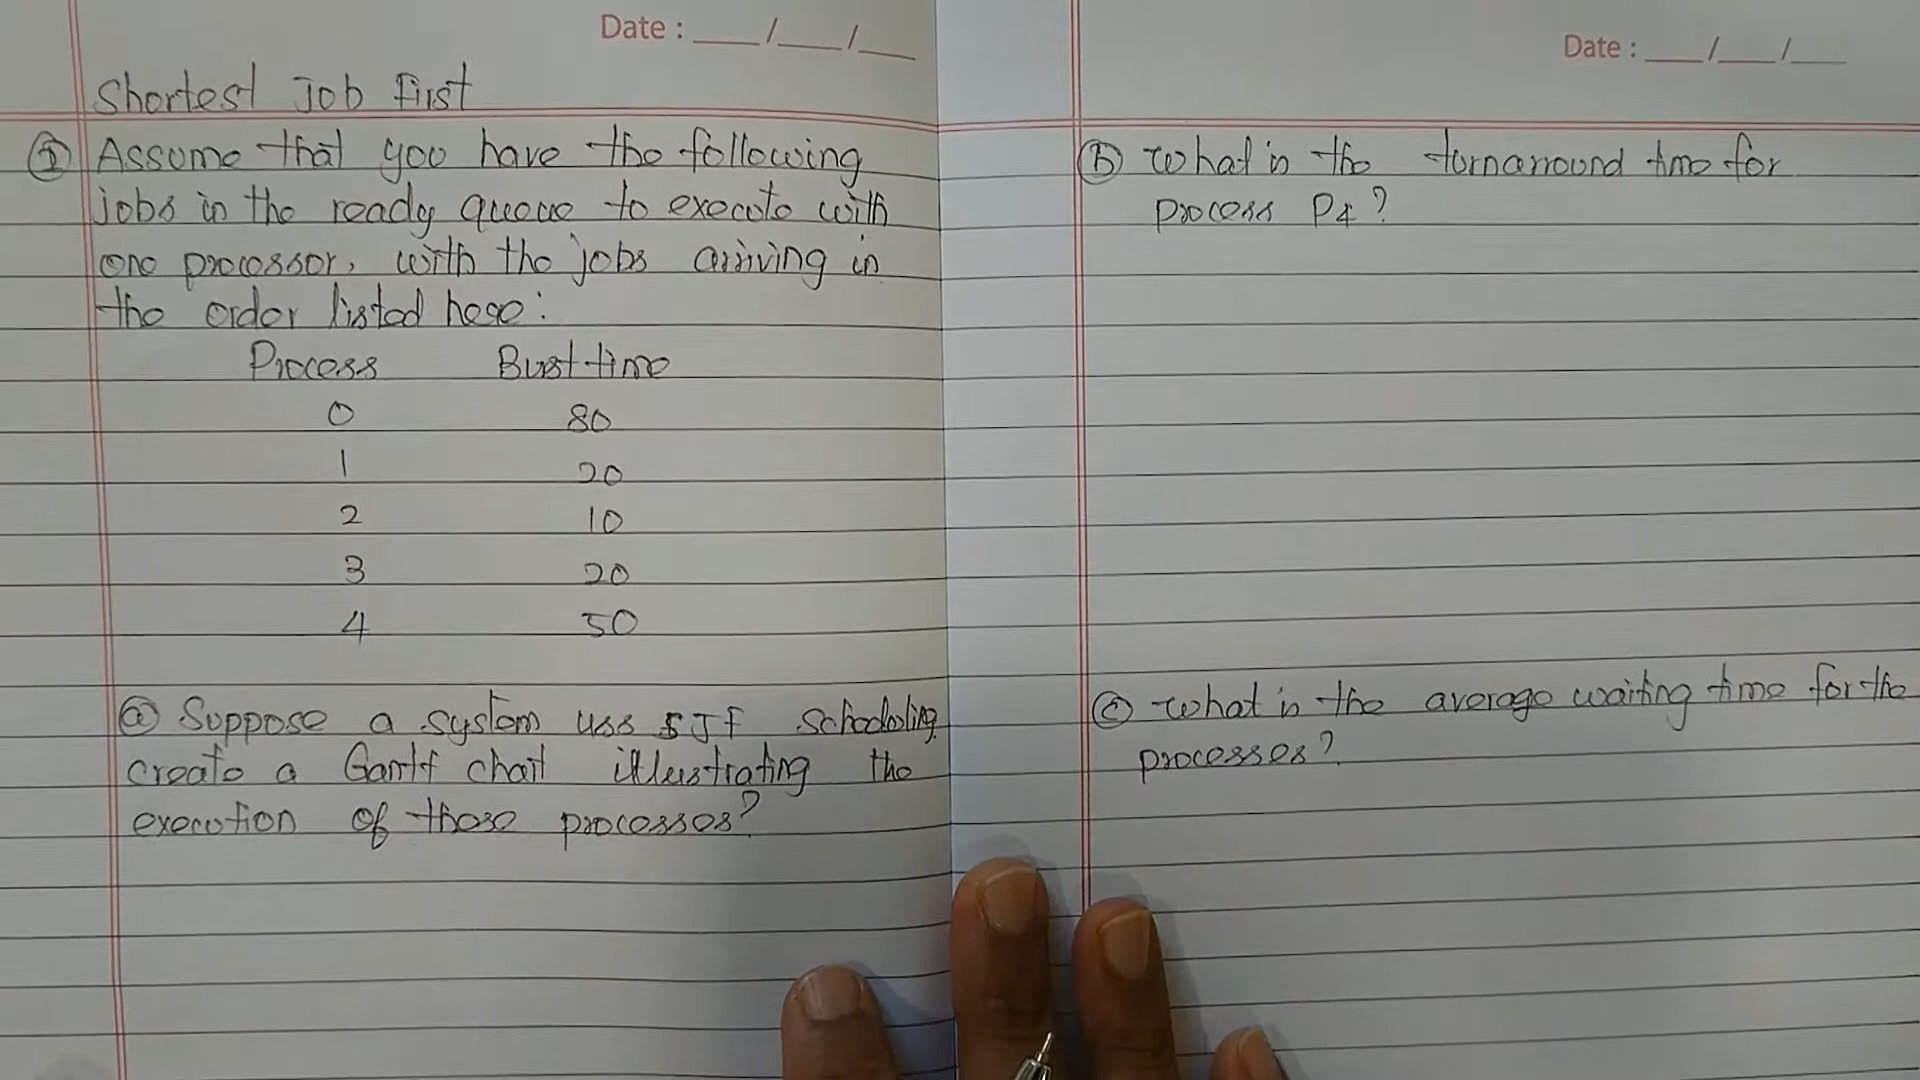 Date : ___/___/___
Shortest Job First
① Assume that you have the following
jobs in the ready queue to execute with
one processor, with the jobs arriving in
the order listed here:
Process Burst time
0 80
1 20
2 10
3 20
4 50
ⓐ Suppose a system uss SJF scheduling
create a Gantt chart illustrating the
execution of these processes?
Date : ___/___/___
ⓑ What is the turnarround time for
process P4?
ⓒ What is the average waiting time for the
processes?